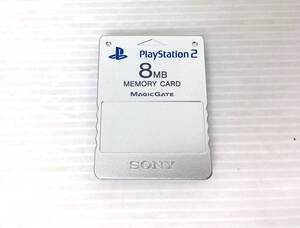 PlayStation 2
8MB
MEMORY CARD
MAGICGATE
SONY